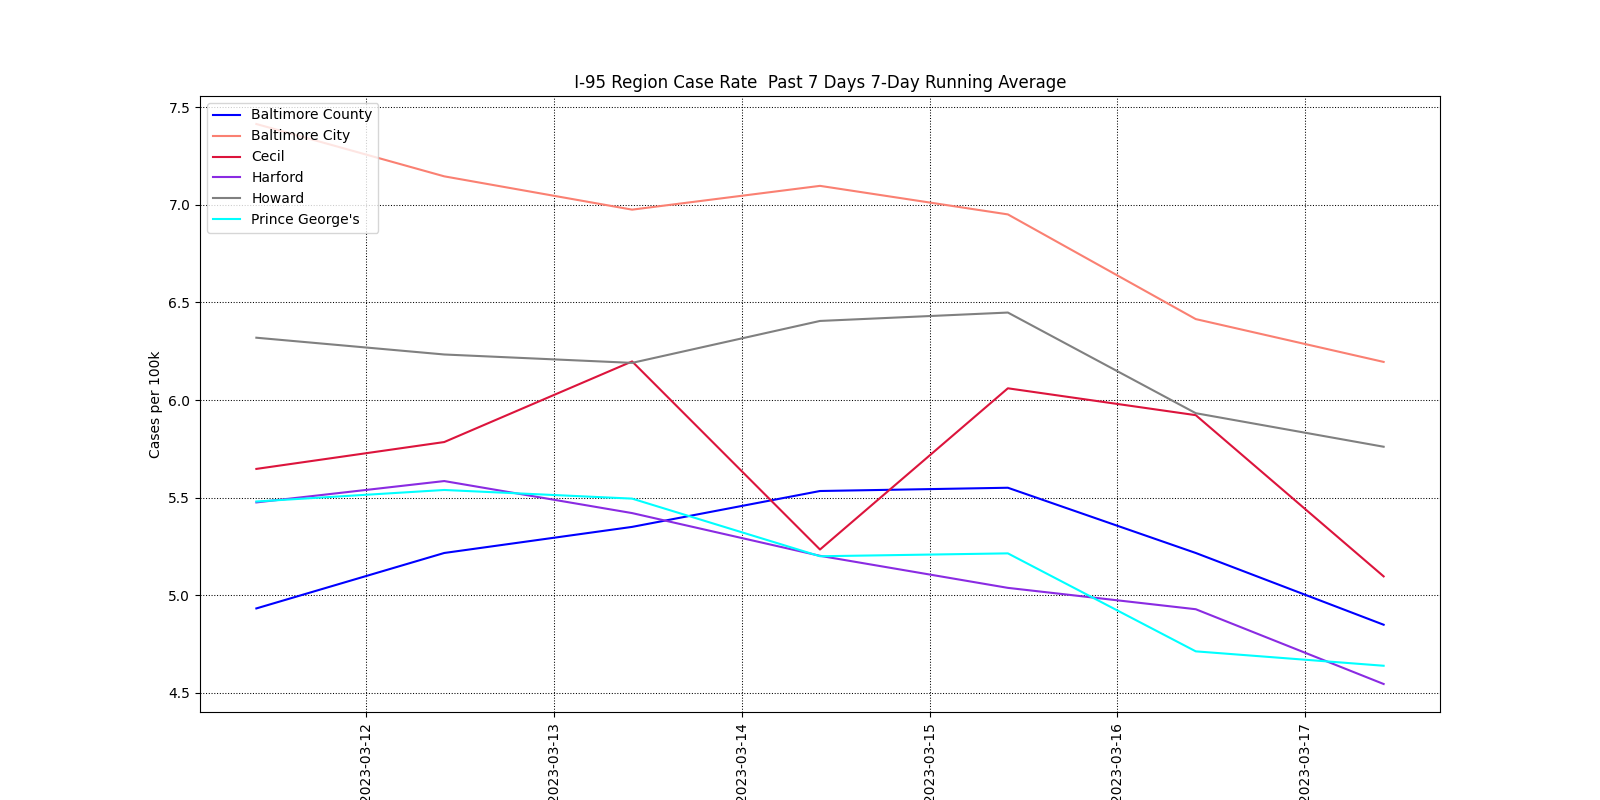 I-95 Region Case Rate  Past 7 Days 7-Day Running Average
Baltimore County
Baltimore City
Cecil
Harford
Howard
Prince George's
7.5
7.0
6.5
6.0
5.5
5.0
4.5
Cases per 100k
2023-03-12
2023-03-13
2023-03-14
2023-03-15
2023-03-16
2023-03-17